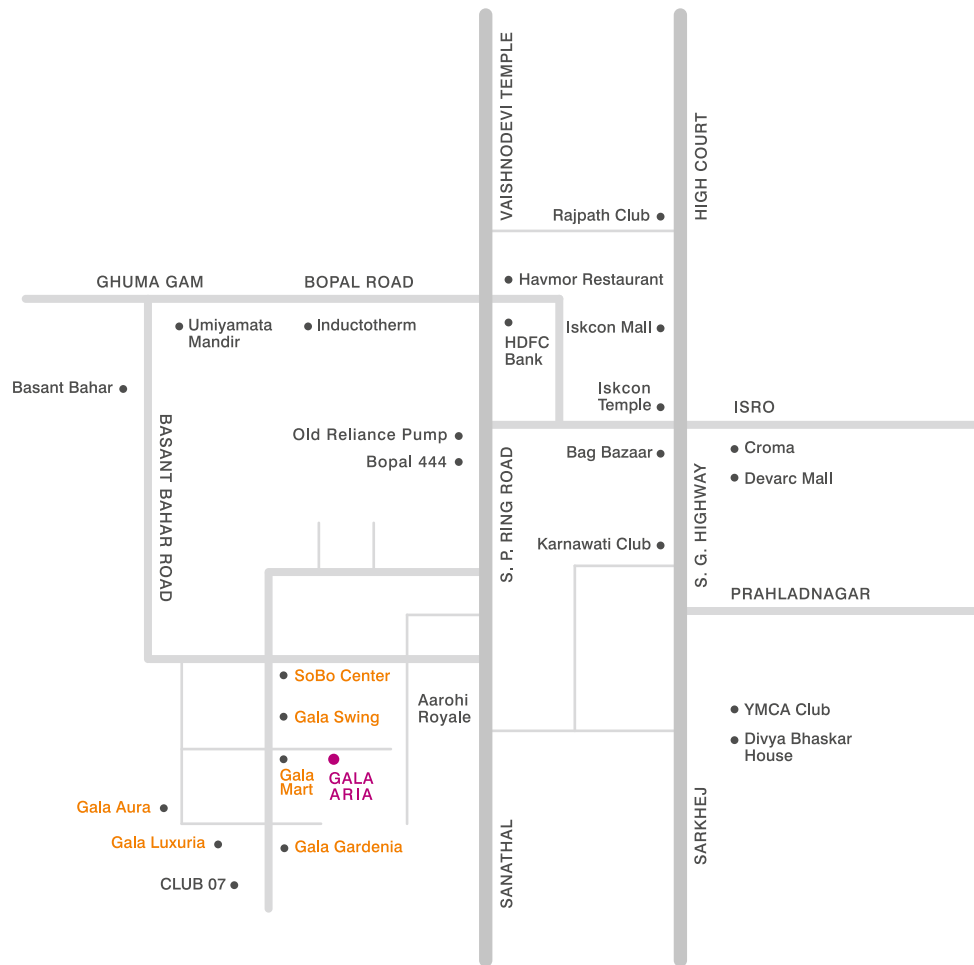 VAISHNODEVI TEMPLE
HIGH COURT
Rajpath Club
GHUMA GAM
BOPAL ROAD
Havmor Restaurant
Umiyamata
Mandir
Inductotherm
HDFC
Bank
Iskcon Mall
Basant Bahar
Iskcon
Temple
ISRO
BASANT BAHAR ROAD
Old Reliance Pump
Bopal 444
S. P. RING ROAD
Bag Bazaar
S. G. HIGHWAY
Croma
Devarc Mall
Karnawati Club
PRAHLADNAGAR
SoBo Center
Gala Swing
Aarohi
Royale
YMCA Club
Divya Bhaskar
House
Gala
Mart
GALA
ARIA
Gala Aura
Gala Luxuria
Gala Gardenia
CLUB 07
SANATHAL
SARKHEJ